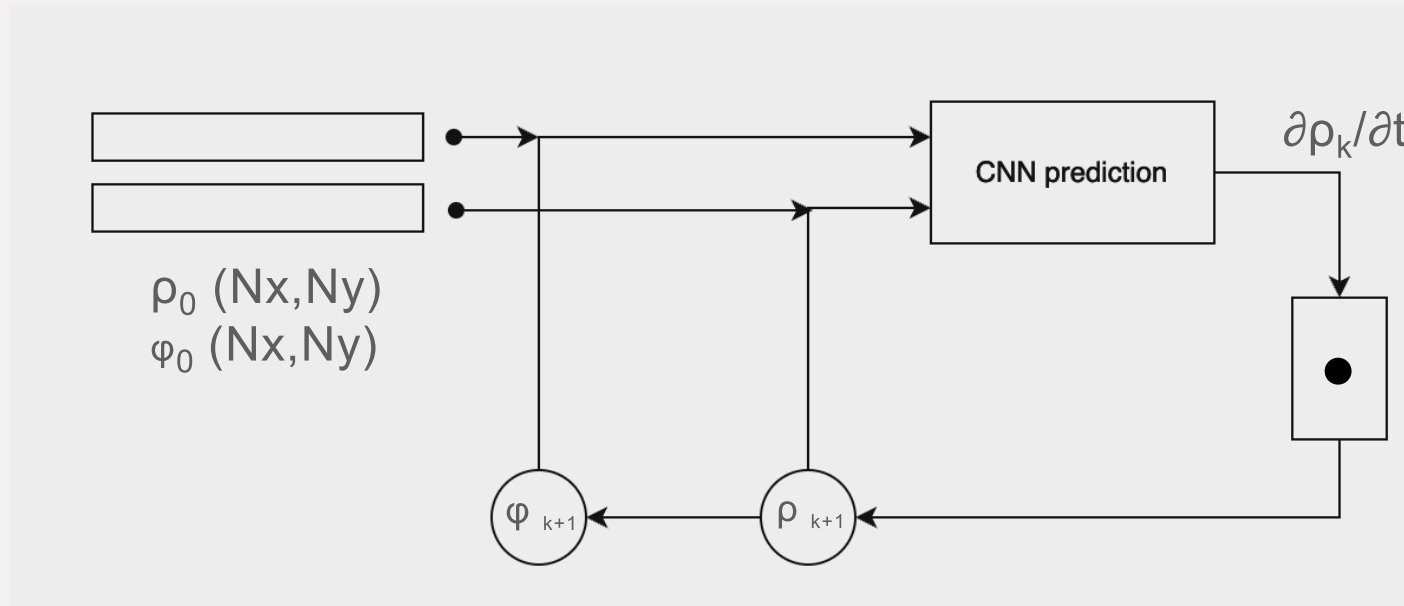 ∂ρk/∂t
CNN prediction
ρ0 (Nx,Ny)
φ0 (Nx,Ny)
φ k+1
ρ k+1